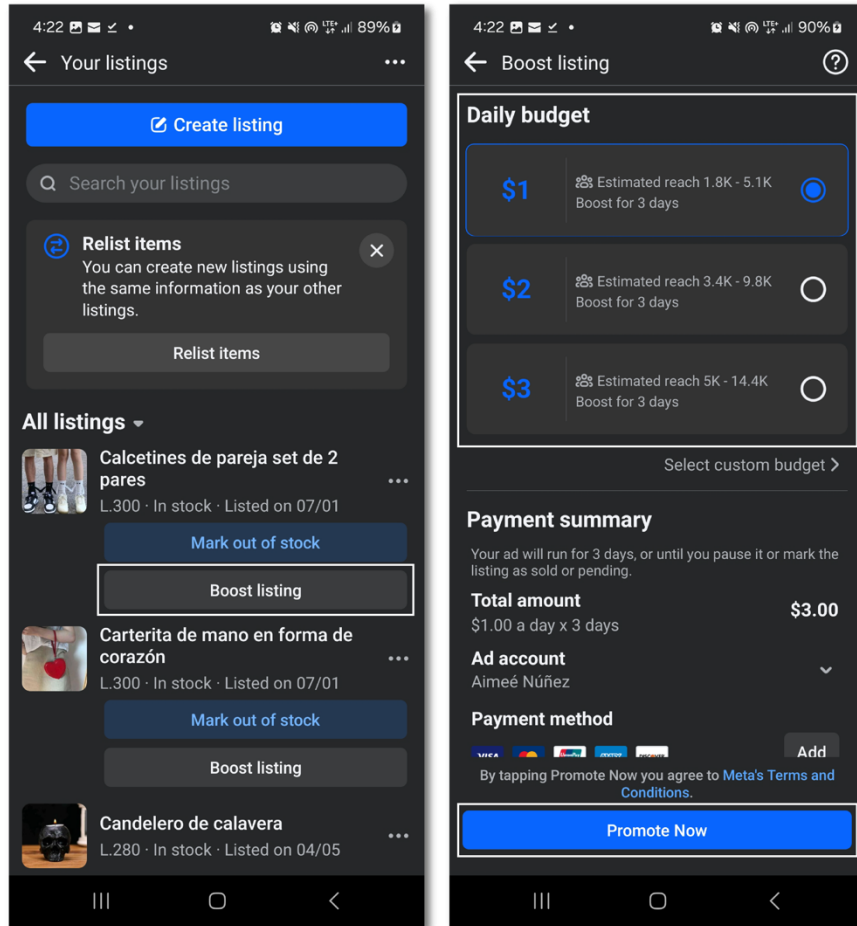 4:22
LTE+
89%
Your listings
Create listing
Search your listings
Relist items
You can create new listings using
the same information as your other
listings.
Relist items
All listings
Calcetines de pareja set de 2
pares
L.300 · In stock · Listed on 07/01
Mark out of stock
Boost listing
Carterita de mano en forma de
corazón
L.300 · In stock · Listed on 07/01
Mark out of stock
Boost listing
Candelero de calavera
L.280 · In stock · Listed on 04/05
4:22
LTE+
90%
Boost listing
Daily budget
$1
Estimated reach 1.8K - 5.1K
Boost for 3 days
$2
Estimated reach 3.4K - 9.8K
Boost for 3 days
$3
Estimated reach 5K - 14.4K
Boost for 3 days
Select custom budget
Payment summary
Your ad will run for 3 days, or until you pause it or mark the
listing as sold or pending.
Total amount
$3.00
$1.00 a day x 3 days
Ad account
Aimeé Núñez
Payment method
VISA
Add
By tapping Promote Now you agree to Meta's Terms and
Conditions.
Promote Now